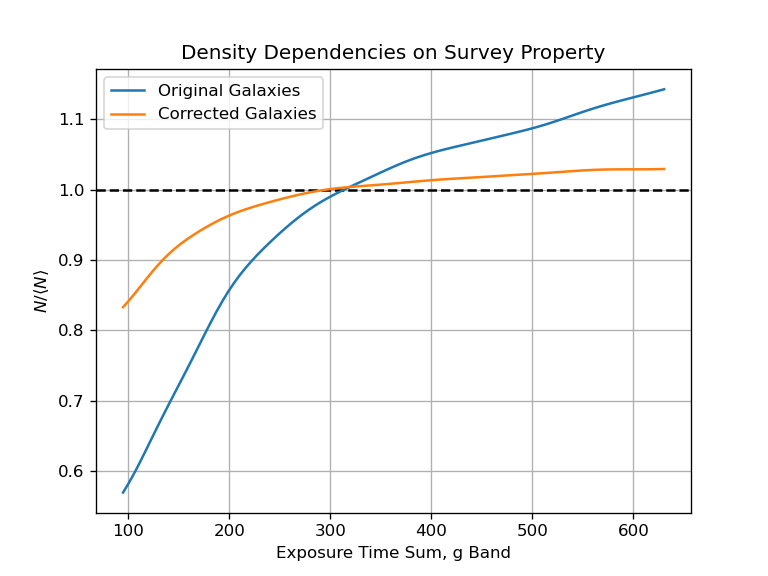 Density Dependencies on Survey Property
Original Galaxies
Corrected Galaxies
1.1
1.0
0.9
0.8
0.7
0.6
N/⟨N⟩
100 200 300 400 500 600
Exposure Time Sum, g Band